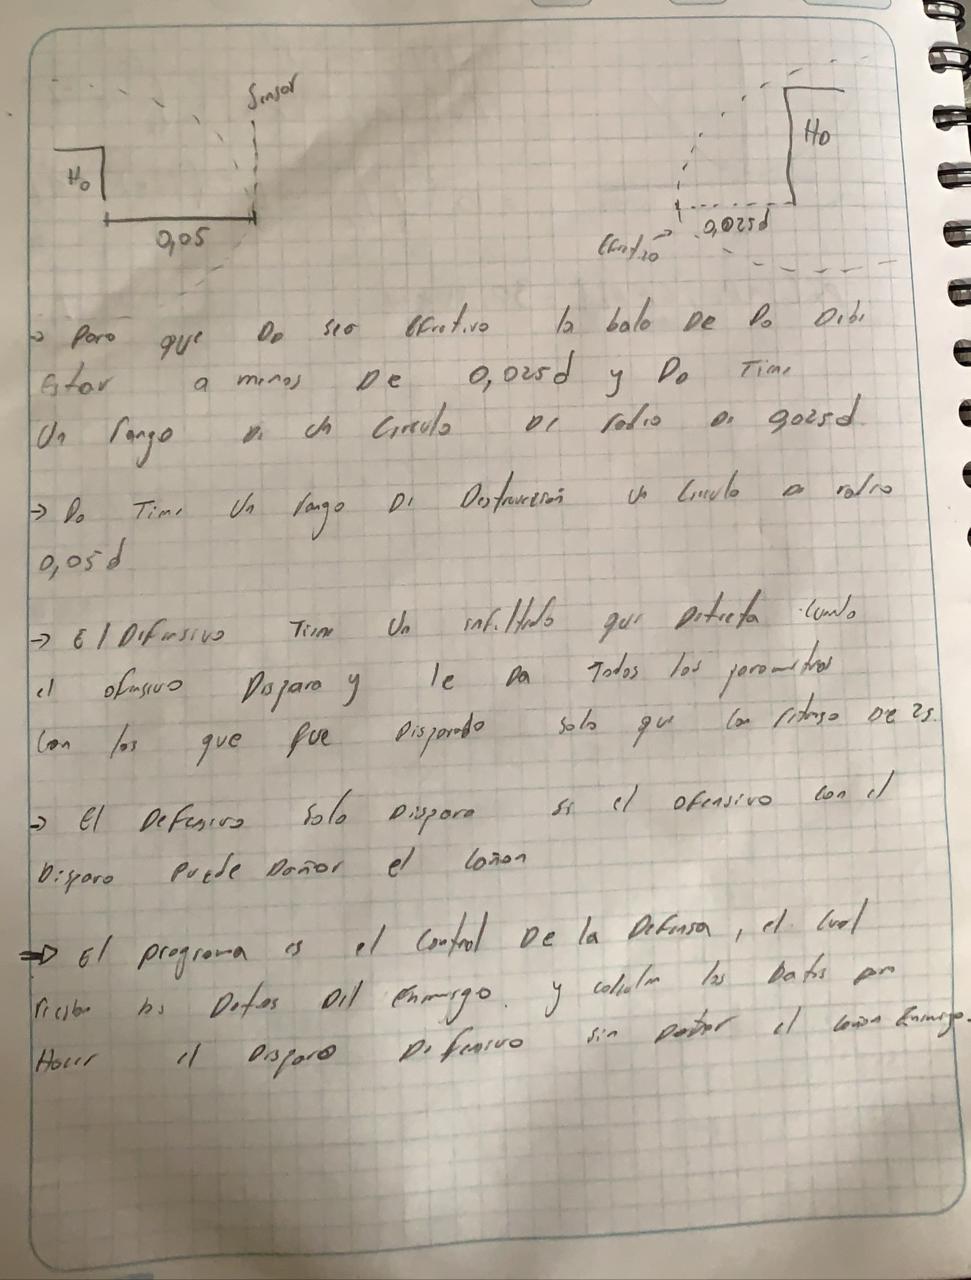 Sensor
Ho
Ho
0,05
0,025d
Efectivo
→ Para que Do sea efectivo la bala De Do Debe
Estar a menos De 0,025d y Do Tiene
Un rango De un Circulo De radio De 0,025d
→ Do Tiene Un rango De Destrucción un Circulo De radio
0,05d
→ El Defensivo Tiene Un infiltrado que Detecta cuando
el ofensivo Dispara y le Da Todos los parametros
Con los que fue Disparado solo que con retraso De 2s.
→ El Defensivo solo Dispara si el ofensivo con el
Disparo Puede Dañar el Cañon
⇒ El programa es el Control De la Defensa, el cual
recibe los Datos Del Enemigo. y calcula los Datos para
Hacer el Disparo Defensivo sin Dañar el Cañon Enemigo.